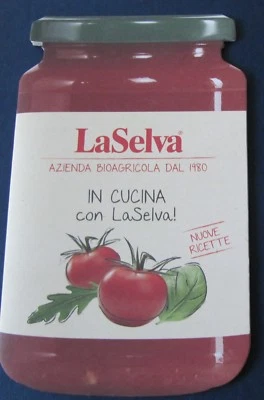 LaSelva®
AZIENDA BIOAGRICOLA DAL 1980
IN CUCINA
con LaSelva!
NUOVE
RICETTE